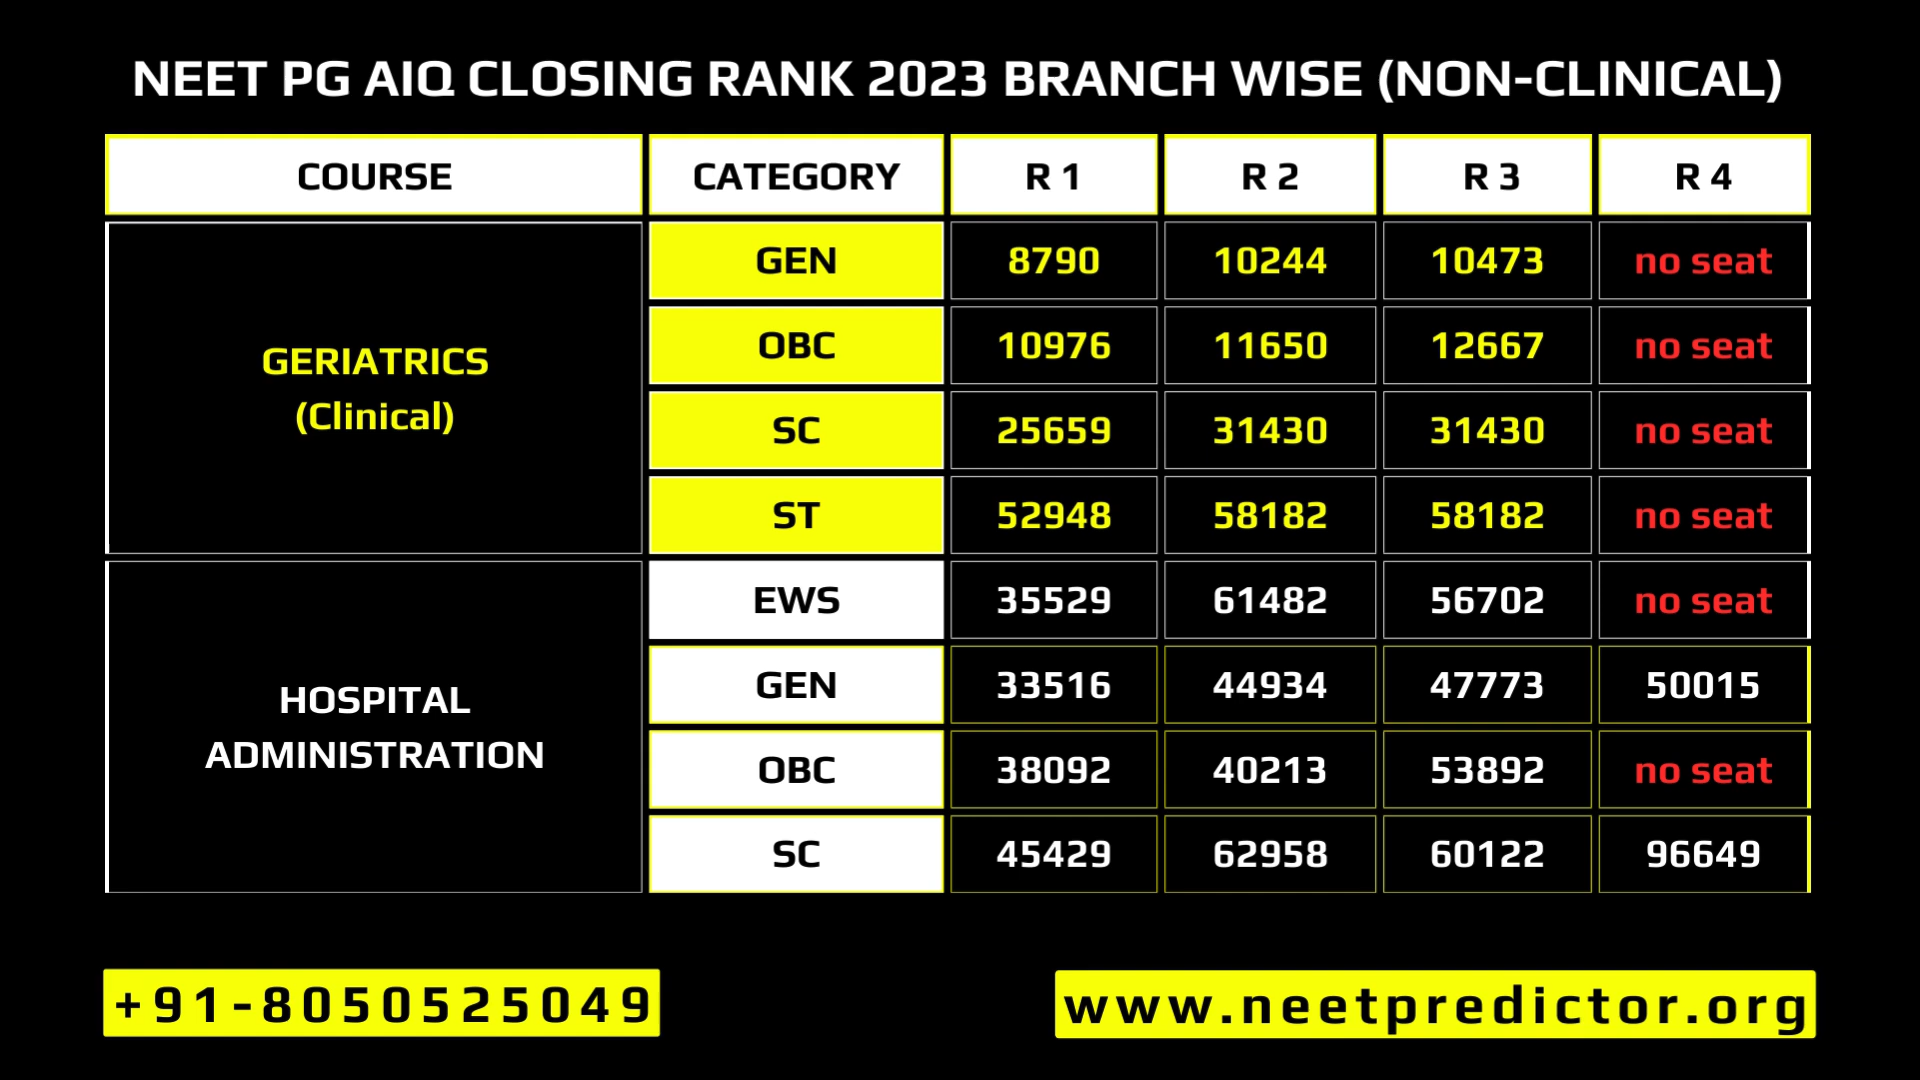 NEET PG AIQ CLOSING RANK 2023 BRANCH WISE (NON-CLINICAL)
COURSE CATEGORY R 1 R 2 R 3 R 4
GERIATRICS
(Clinical)
GEN 8790 10244 10473 no seat
OBC 10976 11650 12667 no seat
SC 25659 31430 31430 no seat
ST 52948 58182 58182 no seat
HOSPITAL
ADMINISTRATION
EWS 35529 61482 56702 no seat
GEN 33516 44934 47773 50015
OBC 38092 40213 53892 no seat
SC 45429 62958 60122 96649
+91-8050525049
www.neetpredictor.org